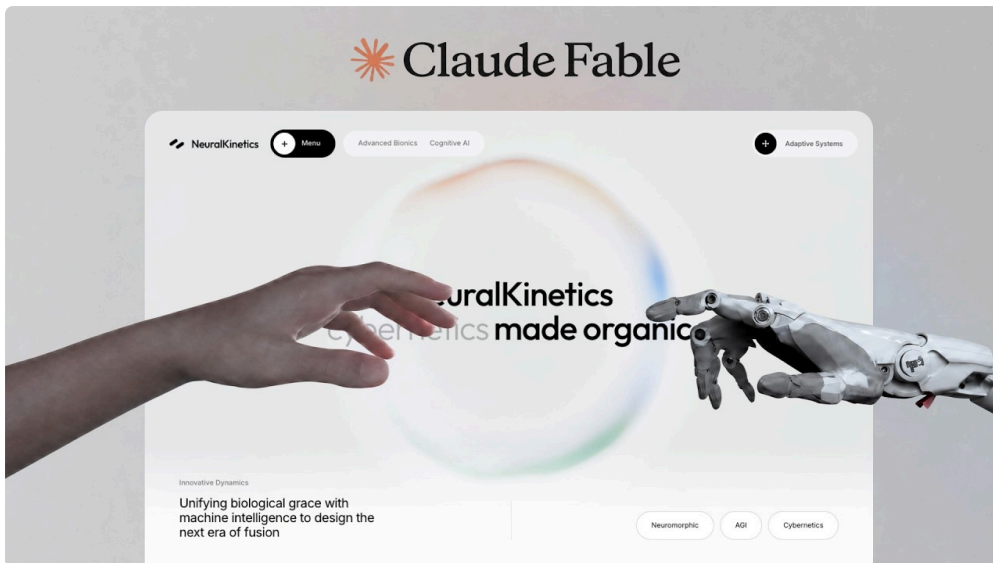 Claude Fable
NeuralKinetics
Menu
Advanced Bionics Cognitive AI
Adaptive Systems
uralKinetics
cybernetics made organic
Innovative Dynamics
Unifying biological grace with
machine intelligence to design the
next era of fusion
Neuromorphic AGI Cybernetics